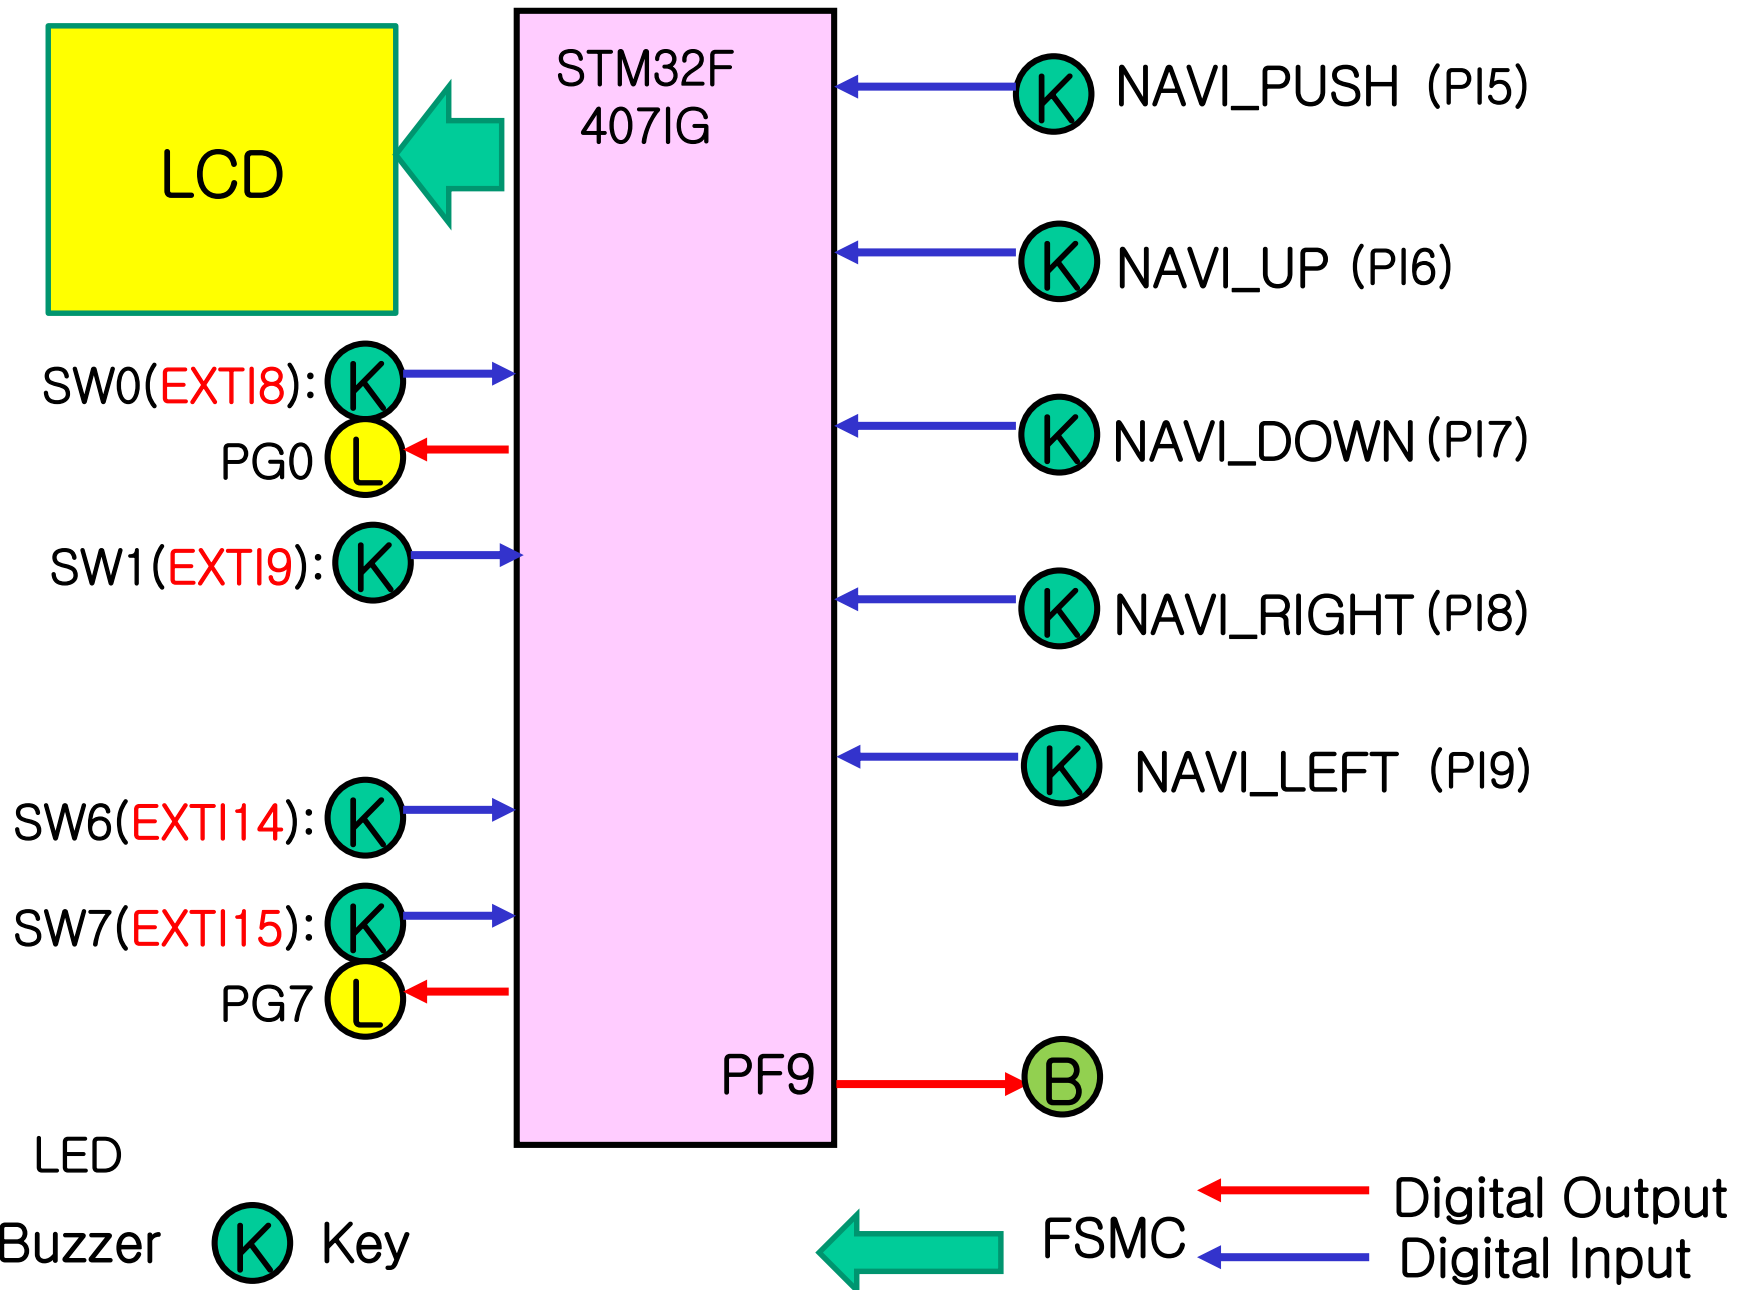 STM32F
407IG
LCD
NAVI_PUSH (PI5)
NAVI_UP (PI6)
SW0(EXTI8): K
PG0 L
NAVI_DOWN (PI7)
SW1(EXTI9): K
NAVI_RIGHT (PI8)
NAVI_LEFT (PI9)
SW6(EXTI14): K
SW7(EXTI15): K
PG7 L
PF9
B
K
K
K
K
K
LED
Buzzer
K Key
FSMC
Digital Output
Digital Input